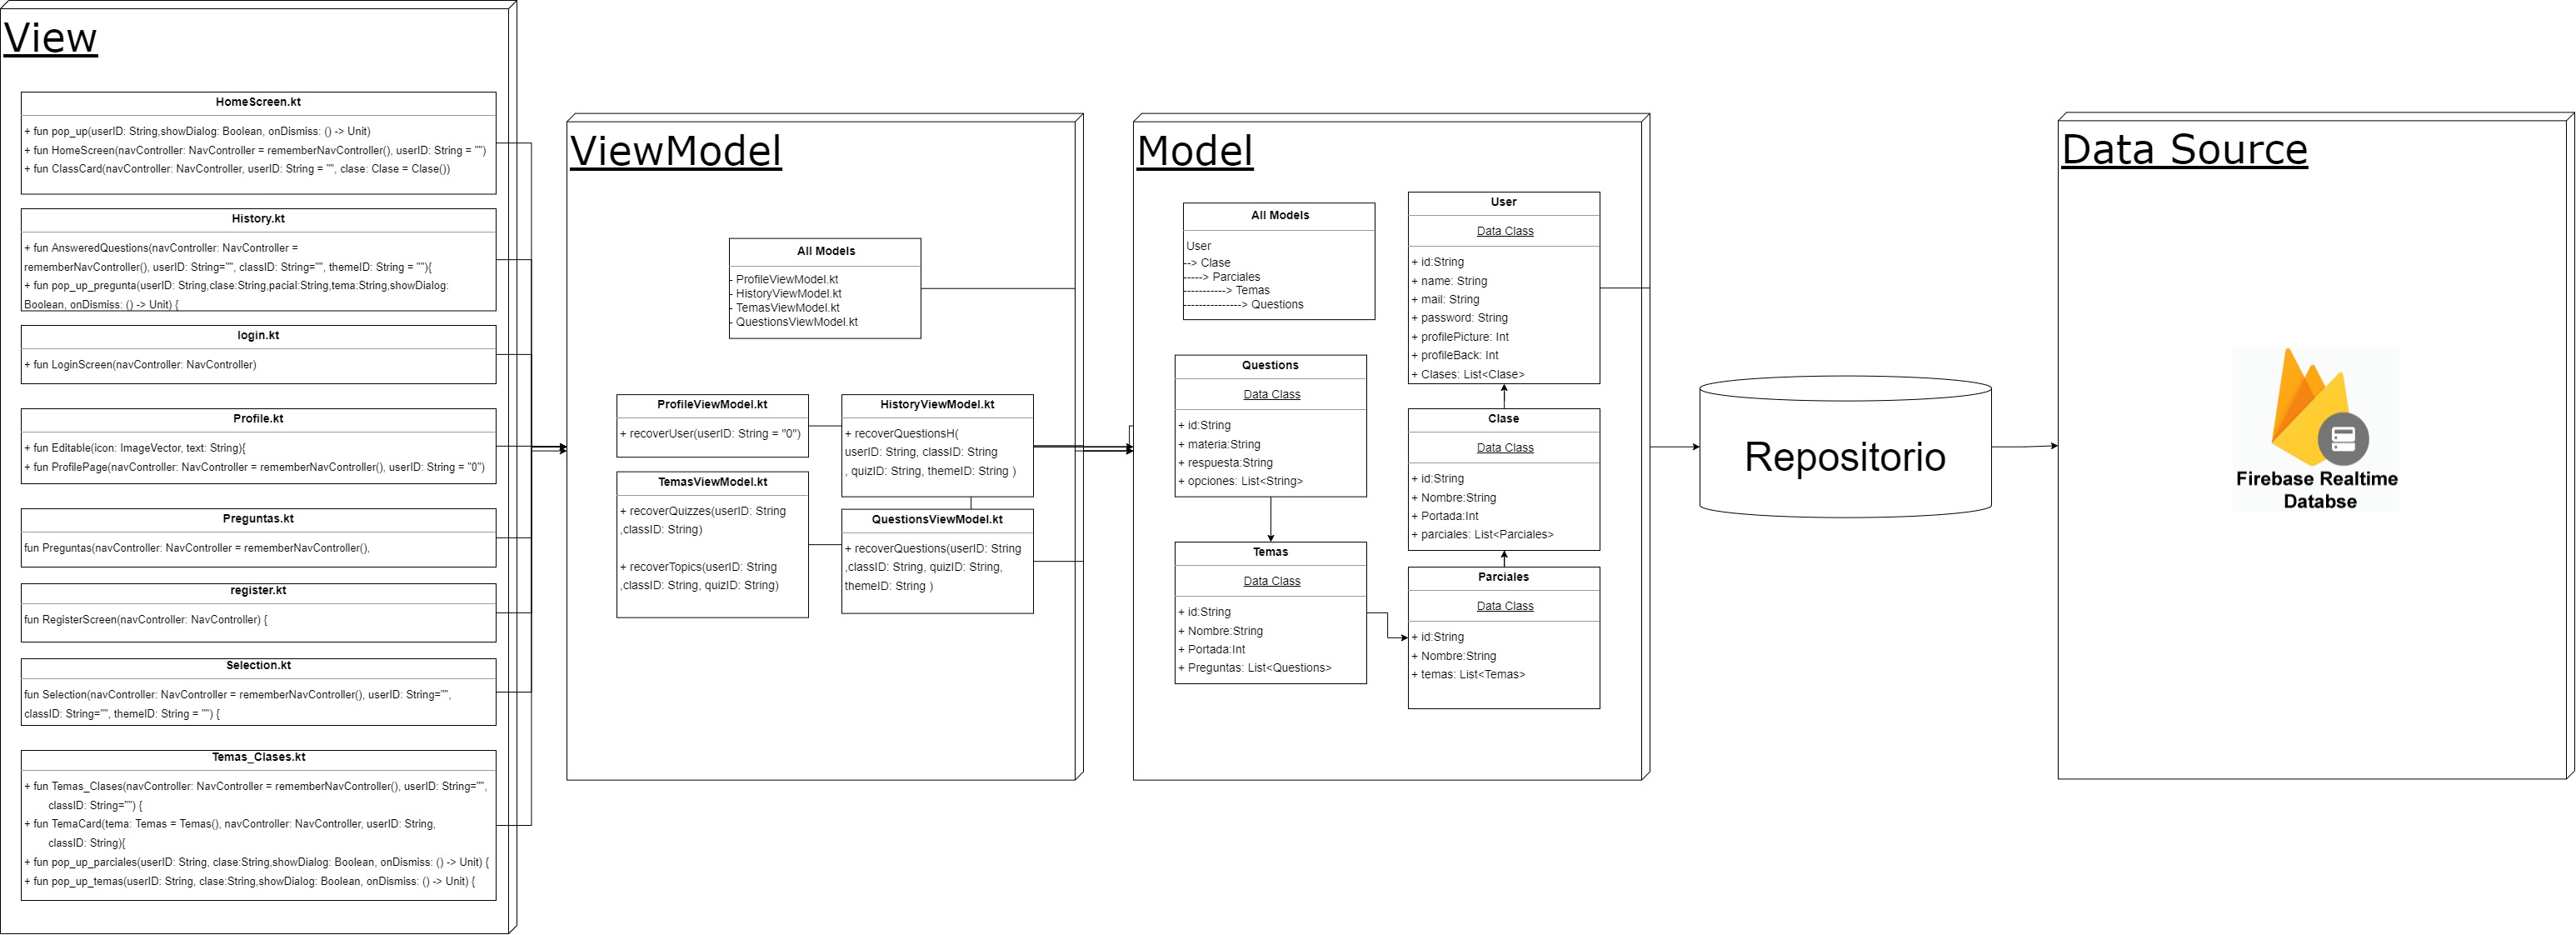 View
HomeScreen.kt
+ fun pop_up(userID: String,showDialog: Boolean, onDismiss: () -> Unit)
+ fun HomeScreen(navController: NavController = rememberNavController(), userID: String = "")
+ fun ClassCard(navController: NavController, userID: String = "", clase: Clase = Clase())
History.kt
+ fun AnsweredQuestions(navController: NavController =
rememberNavController(), userID: String="", classID: String="", themeID: String = ""){
+ fun pop_up_pregunta(userID: String,clase:String,pacial:String,tema:String,showDialog:
Boolean, onDismiss: () -> Unit) {
login.kt
+ fun LoginScreen(navController: NavController)
Profile.kt
+ fun Editable(icon: ImageVector, text: String){
+ fun ProfilePage(navController: NavController = rememberNavController(), userID: String = "0")
Preguntas.kt
fun Preguntas(navController: NavController = rememberNavController(),
register.kt
fun RegisterScreen(navController: NavController) {
Selection.kt
fun Selection(navController: NavController = rememberNavController(), userID: String="",
classID: String="", themeID: String = "") {
Temas_Clases.kt
+ fun Temas_Clases(navController: NavController = rememberNavController(), userID: String="",
classID: String="") {
+ fun TemaCard(tema: Temas = Temas(), navController: NavController, userID: String,
classID: String){
+ fun pop_up_parciales(userID: String, clase:String,showDialog: Boolean, onDismiss: () -> Unit) {
+ fun pop_up_temas(userID: String, clase:String,showDialog: Boolean, onDismiss: () -> Unit) {
ViewModel
All Models
- ProfileViewModel.kt
- HistoryViewModel.kt
- TemasViewModel.kt
- QuestionsViewModel.kt
ProfileViewModel.kt
+ recoverUser(userID: String = "0")
HistoryViewModel.kt
+ recoverQuestionsH(
userID: String, classID: String
, quizID: String, themeID: String )
TemasViewModel.kt
+ recoverQuizzes(userID: String
,classID: String)
+ recoverTopics(userID: String
,classID: String, quizID: String)
QuestionsViewModel.kt
+ recoverQuestions(userID: String
,classID: String, quizID: String,
themeID: String )
Model
All Models
User
--> Clase
-----> Parciales
-----------> Temas
---------------> Questions
User
Data Class
+ id:String
+ name: String
+ mail: String
+ password: String
+ profilePicture: Int
+ profileBack: Int
+ Clases: List<Clase>
Questions
Data Class
+ id:String
+ materia:String
+ respuesta:String
+ opciones: List<String>
Clase
Data Class
+ id:String
+ Nombre:String
+ Portada:Int
+ parciales: List<Parciales>
Temas
Data Class
+ id:String
+ Nombre:String
+ Portada:Int
+ Preguntas: List<Questions>
Parciales
Data Class
+ id:String
+ Nombre:String
+ temas: List<Temas>
Repositorio
Data Source
Firebase Realtime
Databse